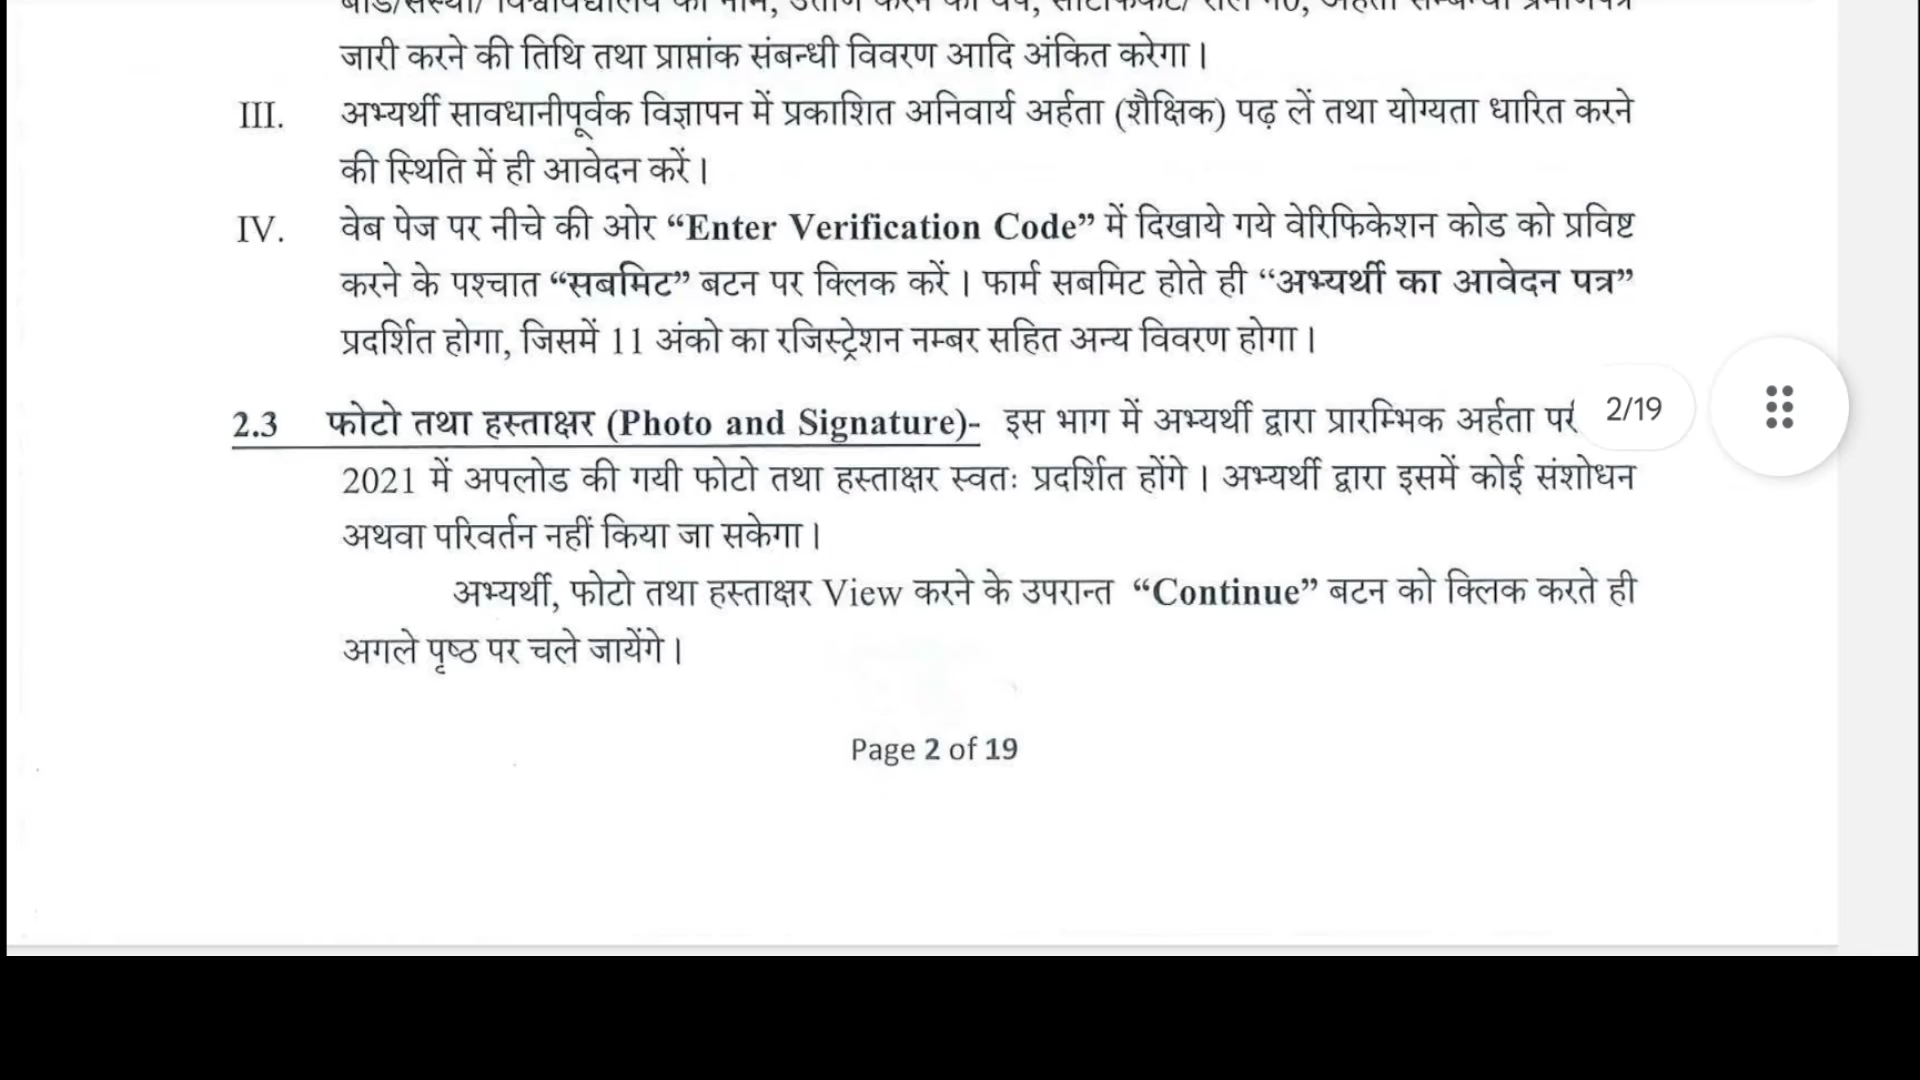 जारी करने की तिथि तथा प्राप्तांक संबन्धी विवरण आदि अंकित करेगा।
III. अभ्यर्थी सावधानीपूर्वक विज्ञापन में प्रकाशित अनिवार्य अर्हता (शैक्षिक) पढ़ लें तथा योग्यता धारित करने
की स्थिति में ही आवेदन करें।
IV. वेब पेज पर नीचे की ओर “Enter Verification Code” में दिखाये गये वेरिफिकेशन कोड को प्रविष्ट
करने के पश्चात “सबमिट” बटन पर क्लिक करें। फार्म सबमिट होते ही “अभ्यर्थी का आवेदन पत्र”
प्रदर्शित होगा, जिसमें 11 अंको का रजिस्ट्रेशन नम्बर सहित अन्य विवरण होगा।
2.3 फोटो तथा हस्ताक्षर (Photo and Signature)- इस भाग में अभ्यर्थी द्वारा प्रारम्भिक अर्हता
2/19
2021 में अपलोड की गयी फोटो तथा हस्ताक्षर स्वतः प्रदर्शित होंगे। अभ्यर्थी द्वारा इसमें कोई संशोधन
अथवा परिवर्तन नहीं किया जा सकेगा।
अभ्यर्थी, फोटो तथा हस्ताक्षर View करने के उपरान्त “Continue” बटन को क्लिक करते ही
अगले पृष्ठ पर चले जायेंगे।
Page 2 of 19